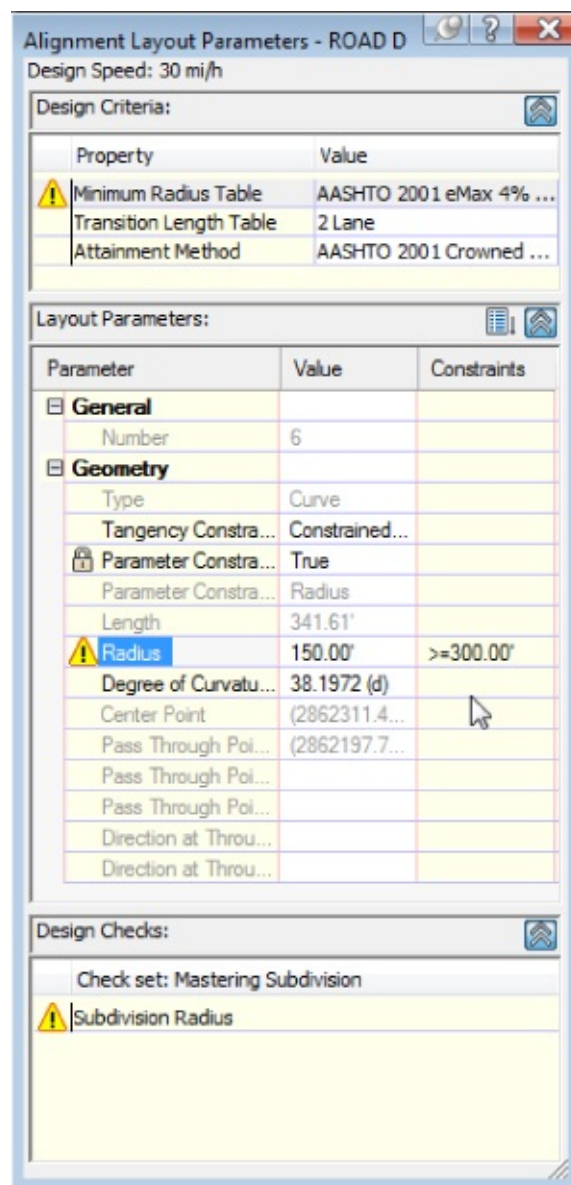 Alignment Layout Parameters - ROAD D
Design Speed: 30 mi/h
Design Criteria:
Property Value
Minimum Radius Table AASHTO 2001 eMax 4% ...
Transition Length Table 2 Lane
Attainment Method AASHTO 2001 Crowned ...
Layout Parameters:
Parameter Value Constraints
General
Number 6
Geometry
Type Curve
Tangency Constra... Constrained...
Parameter Constra... True
Parameter Constra... Radius
Length 341.61'
Radius 150.00' >=300.00'
Degree of Curvatu... 38.1972 (d)
Center Point (2862311.4...
Pass Through Poi... (2862197.7...
Pass Through Poi...
Pass Through Poi...
Direction at Throu...
Direction at Throu...
Design Checks:
Check set: Mastering Subdivision
Subdivision Radius